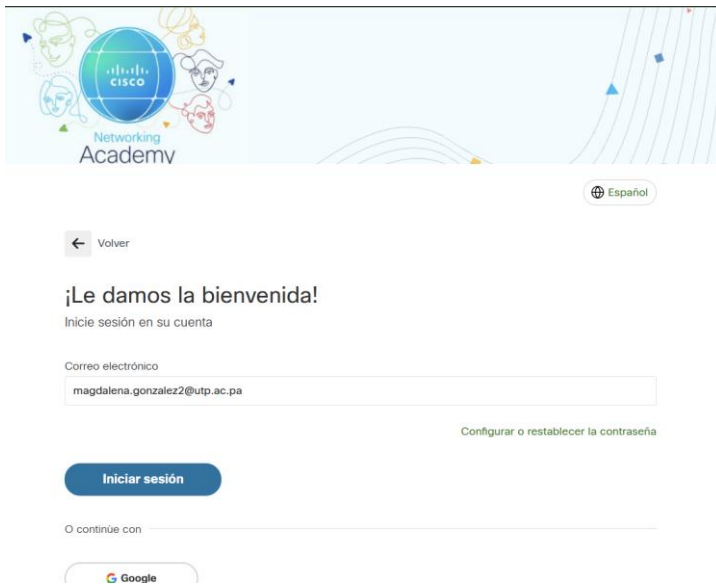 CISCO
Networking
Academy
Español
Volver
¡Le damos la bienvenida!
Inicie sesión en su cuenta
Correo electrónico
magdalena.gonzalez2@utp.ac.pa
Configurar o restablecer la contraseña
Iniciar sesión
O continúe con
Google